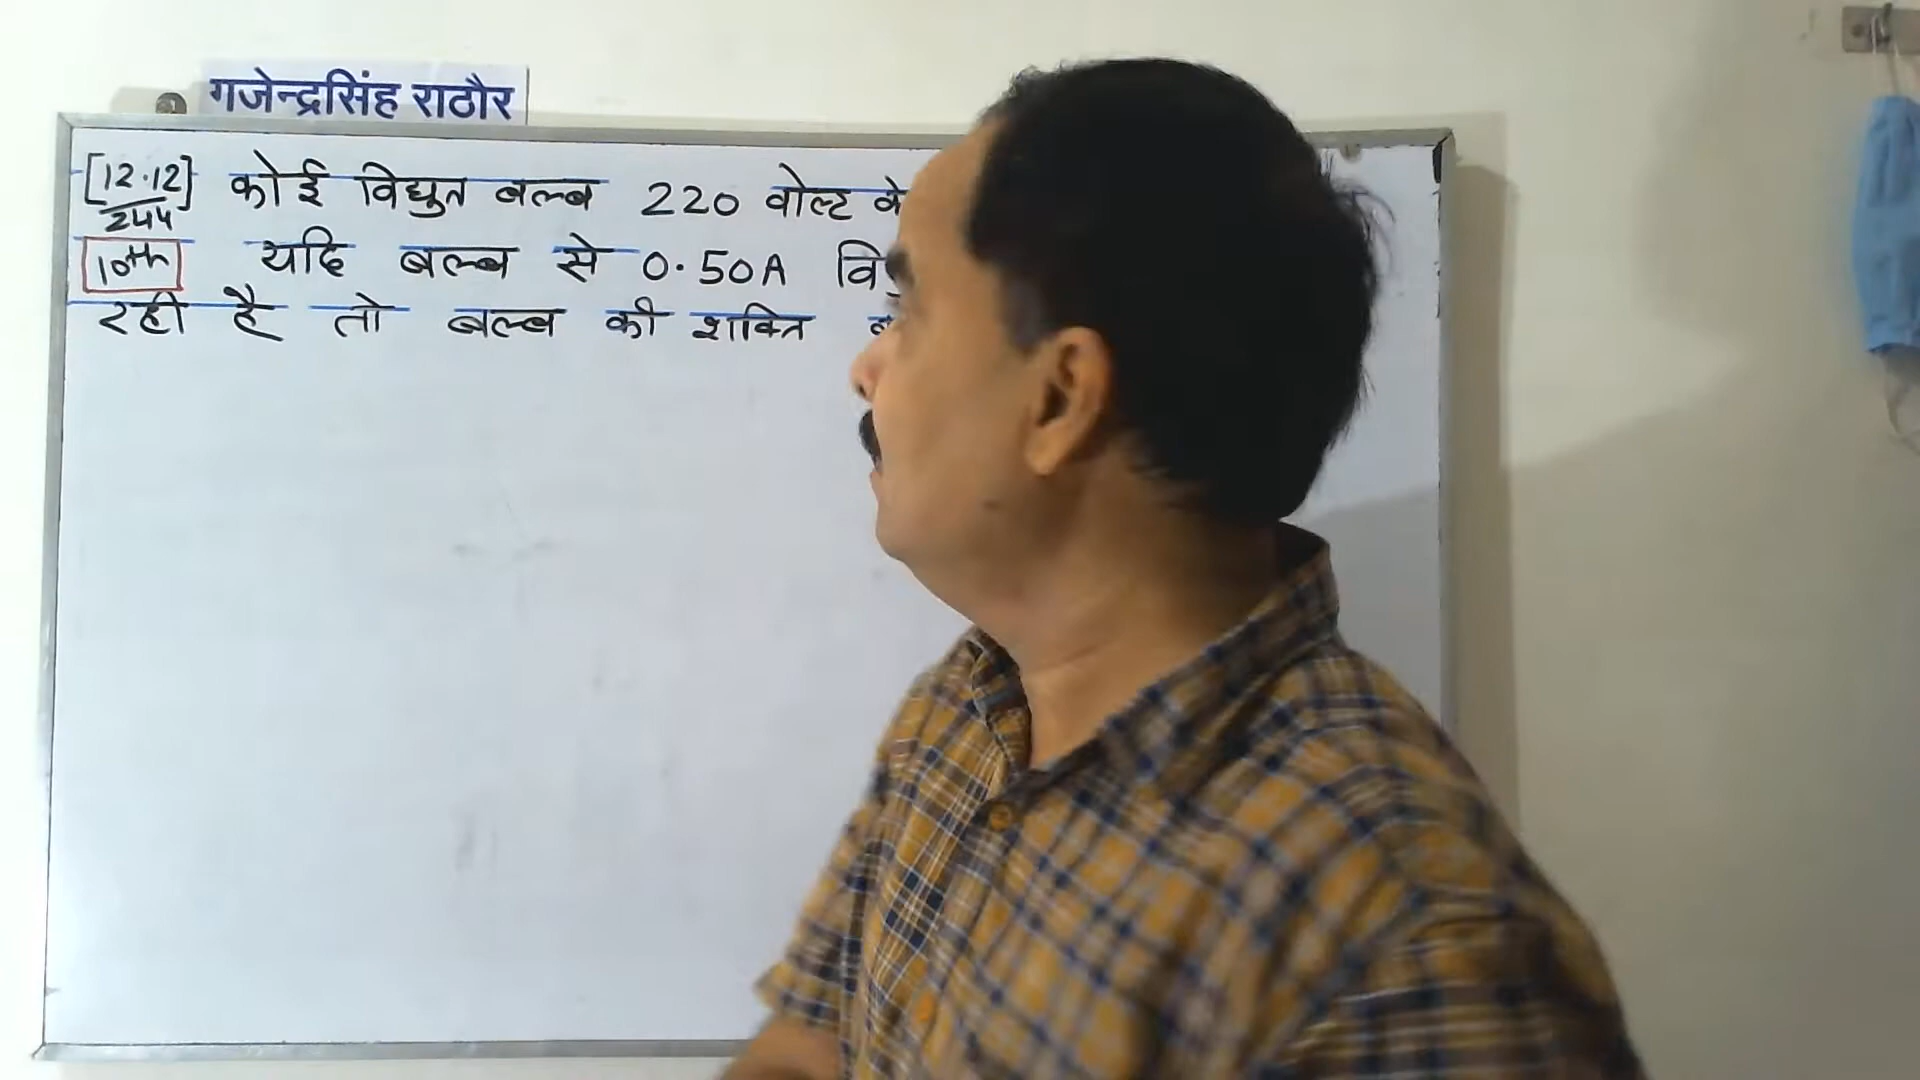 गजेन्द्रसिंह राठौर
[12.12] कोई विद्युत बल्ब 220 वोल्ट के
244
10th यदि बल्ब से 0.50A
रही है तो बल्ब की शक्ति